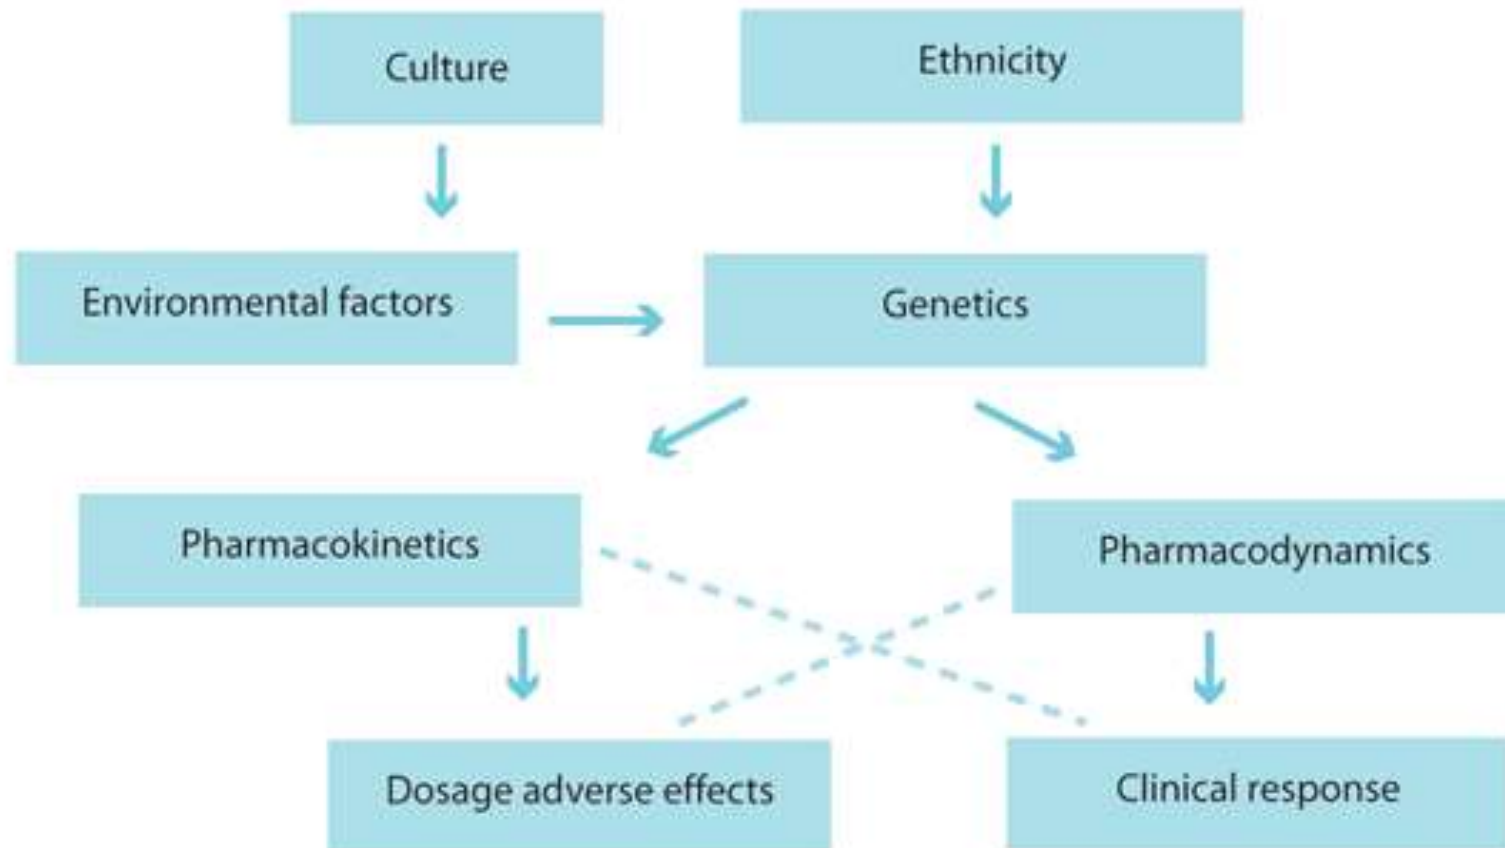 Culture
Ethnicity
Environmental factors
Genetics
Pharmacokinetics
Pharmacodynamics
Dosage adverse effects
Clinical response